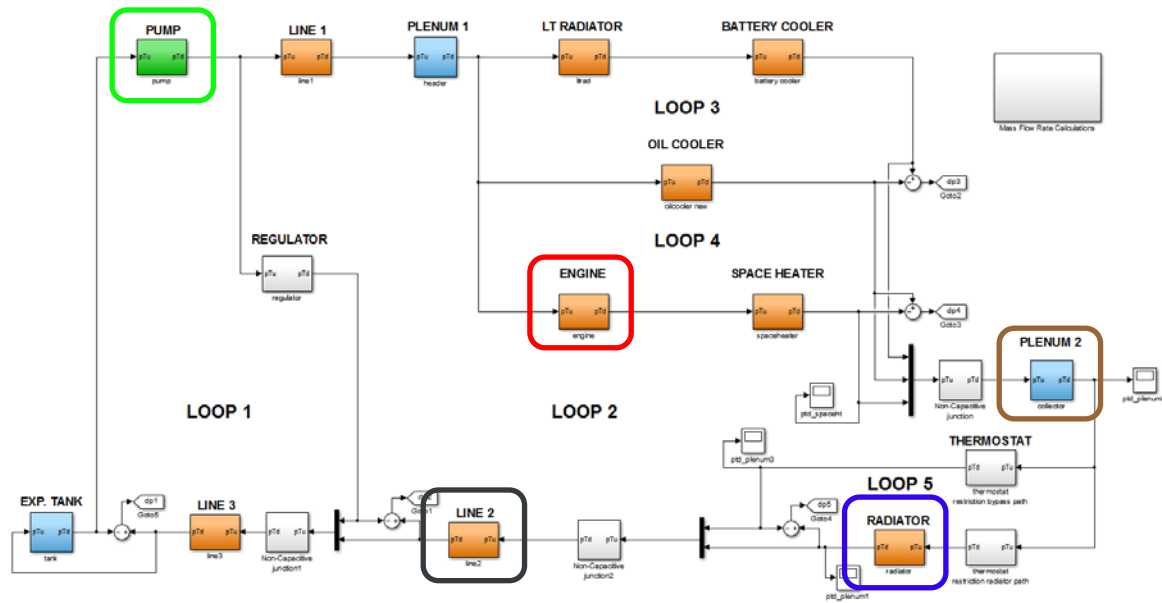 PUMP
pTu pTd
pump
LINE 1
pTu pTd
line1
PLENUM 1
pTu pTd
header
LT RADIATOR
pTu pTd
ltrad
BATTERY COOLER
pTu pTd
battery cooler
Mass Flow Rate Calculations
LOOP 3
OIL COOLER
pTu pTd
oilcooler new
dp3
Goto2
LOOP 4
REGULATOR
pTu pTd
regulator
ENGINE
pTu pTd
engine
SPACE HEATER
pTu pTd
spaceheater
dp4
Goto3
PLENUM 2
pTu pTd
collector
pTu pTd
Non-Capacitive
junction
ptd_plenum
ptd_spaceht
LOOP 1
LOOP 2
ptd_plenum3
THERMOSTAT
pTd pTu
thermostat
restriction bypass path
LOOP 5
EXP. TANK
pTu pTd
tank
dp1
Goto5
LINE 3
pTd pTu
line3
pTd pTu
Non-Capacitive
junction1
Goto1
LINE 2
pTd pTu
line2
pTd pTu
Non-Capacitive
junction2
dp5
Goto4
RADIATOR
pTd pTu
radiator
pTd pTu
thermostat
restriction radiator path
ptd_plenum1